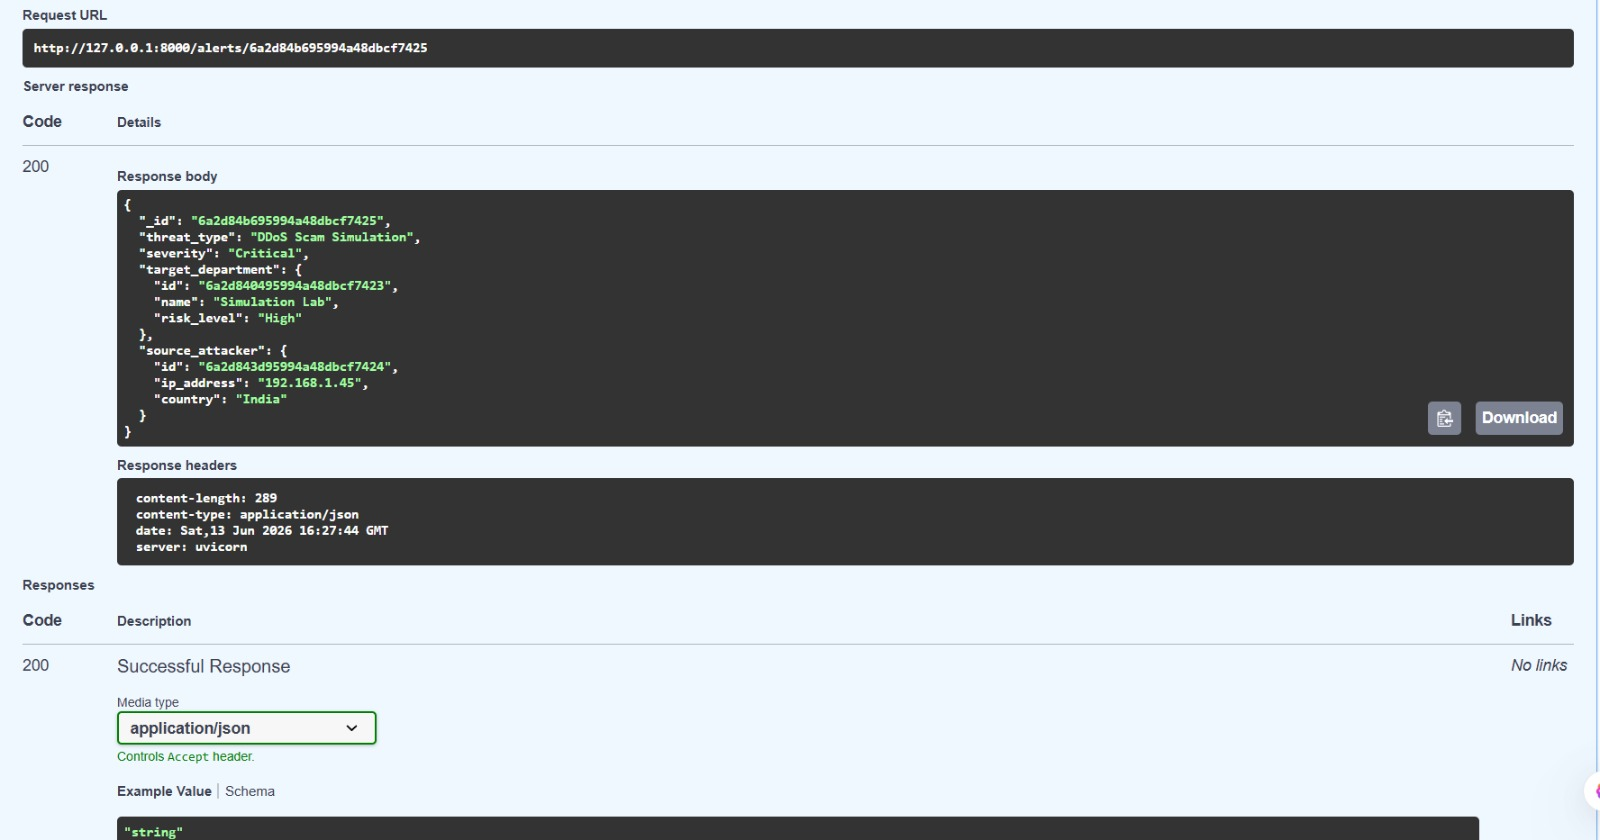 Request URL
http://127.0.0.1:8000/alerts/6a2d84b695994a48dbcf7425
Server response
Code Details
200
Response body
{
  "_id": "6a2d84b695994a48dbcf7425",
  "threat_type": "DDoS Scam Simulation",
  "severity": "Critical",
  "target_department": {
    "id": "6a2d840495994a48dbcf7423",
    "name": "Simulation Lab",
    "risk_level": "High"
  },
  "source_attacker": {
    "id": "6a2d843d95994a48dbcf7424",
    "ip_address": "192.168.1.45",
    "country": "India"
  }
}
Download
Response headers
content-length: 289
content-type: application/json
date: Sat,13 Jun 2026 16:27:44 GMT
server: uvicorn
Responses
Code Description Links
200 Successful Response No links
Media type
application/json
Controls Accept header.
Example Value Schema
"string"